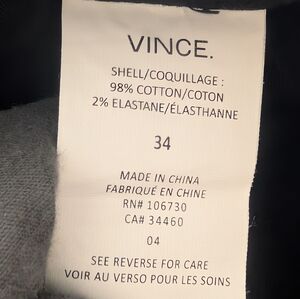 VINCE.
SHELL/COQUILLAGE :
98% COTTON/COTON
2% ELASTANE/ÉLASTHANNE
34
MADE IN CHINA
FABRIQUÉ EN CHINE
RN# 106730
CA# 34460
04
SEE REVERSE FOR CARE
VOIR AU VERSO POUR LES SOINS